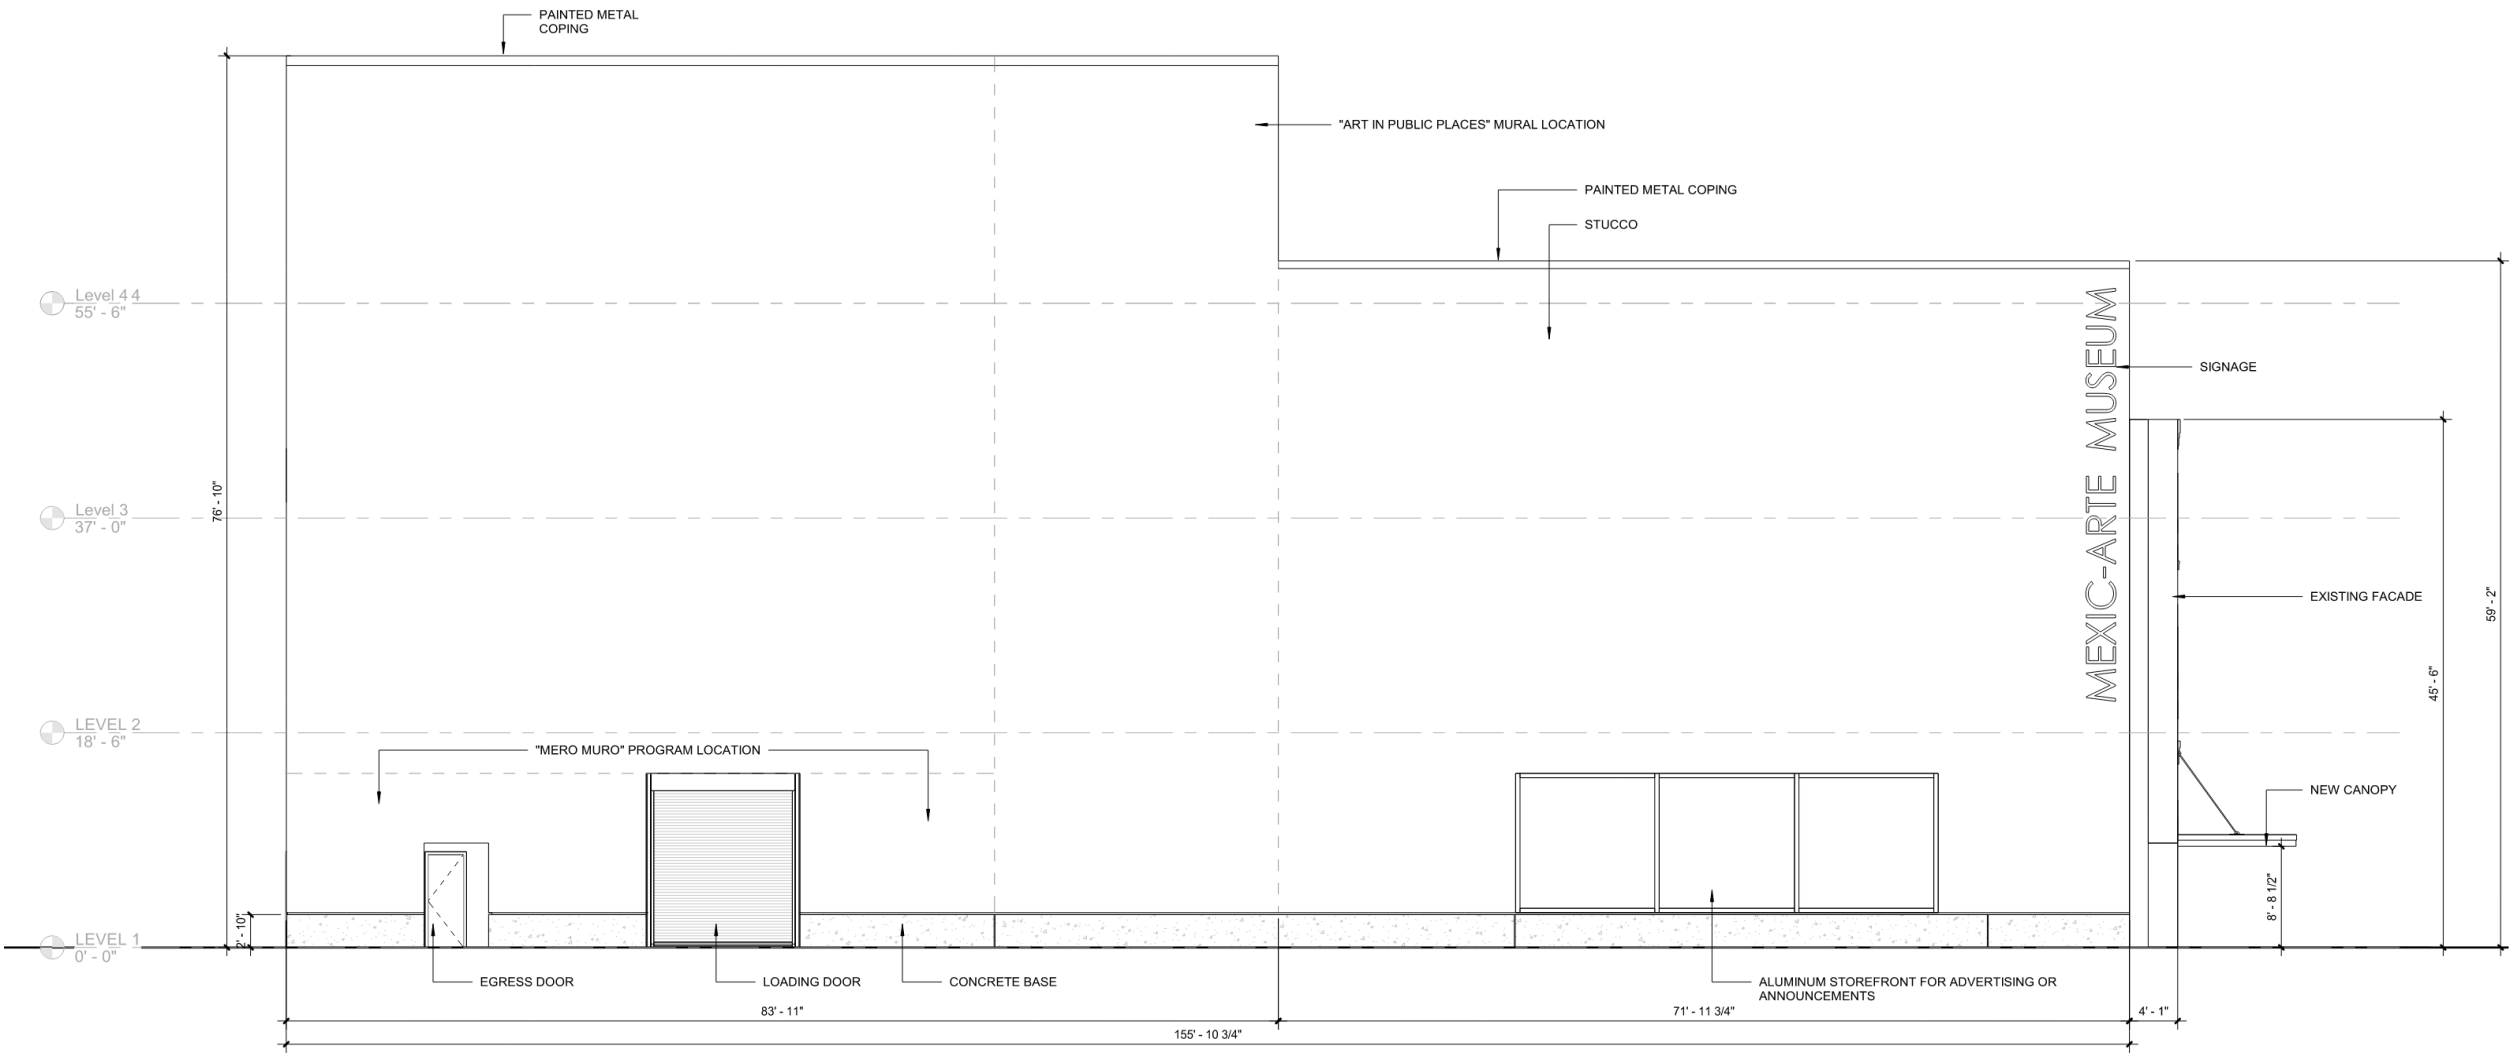 PAINTED METAL
COPING
"ART IN PUBLIC PLACES" MURAL LOCATION
PAINTED METAL COPING
STUCCO
Level 4 4
55' - 6"
MEXIC-ARTE MUSEUM
SIGNAGE
76' - 10"
Level 3
37' - 0"
EXISTING FACADE
59' - 2"
45' - 6"
LEVEL 2
18' - 6"
"MERO MURO" PROGRAM LOCATION
NEW CANOPY
8' - 8 1/2"
2' - 10"
LEVEL 1
0' - 0"
EGRESS DOOR
LOADING DOOR
CONCRETE BASE
ALUMINUM STOREFRONT FOR ADVERTISING OR
ANNOUNCEMENTS
83' - 11"
71' - 11 3/4"
4' - 1"
155' - 10 3/4"